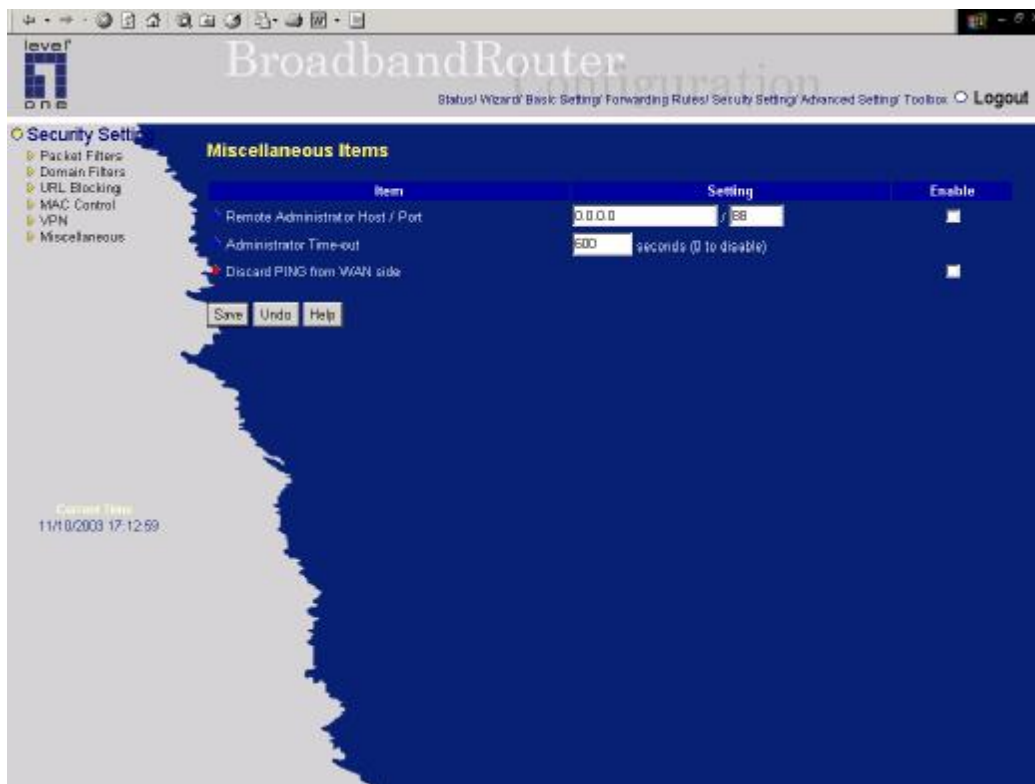 level
one
BroadbandRouter
Configuration
Status/ Wizard/ Basic Setting/ Forwarding Rules/ Security Setting/ Advanced Setting/ Toolbox Logout
Security Setting
Packet Filters
Domain Filters
URL Blocking
MAC Control
VPN
Miscellaneous
Miscellaneous Items
Item Setting Enable
Remote Administrator Host / Port 0.0.0.0 / 88
Administrator Time-out 600 seconds (0 to disable)
Discard PING from WAN side
Save Undo Help
Current Time
11/10/2003 17:12:59